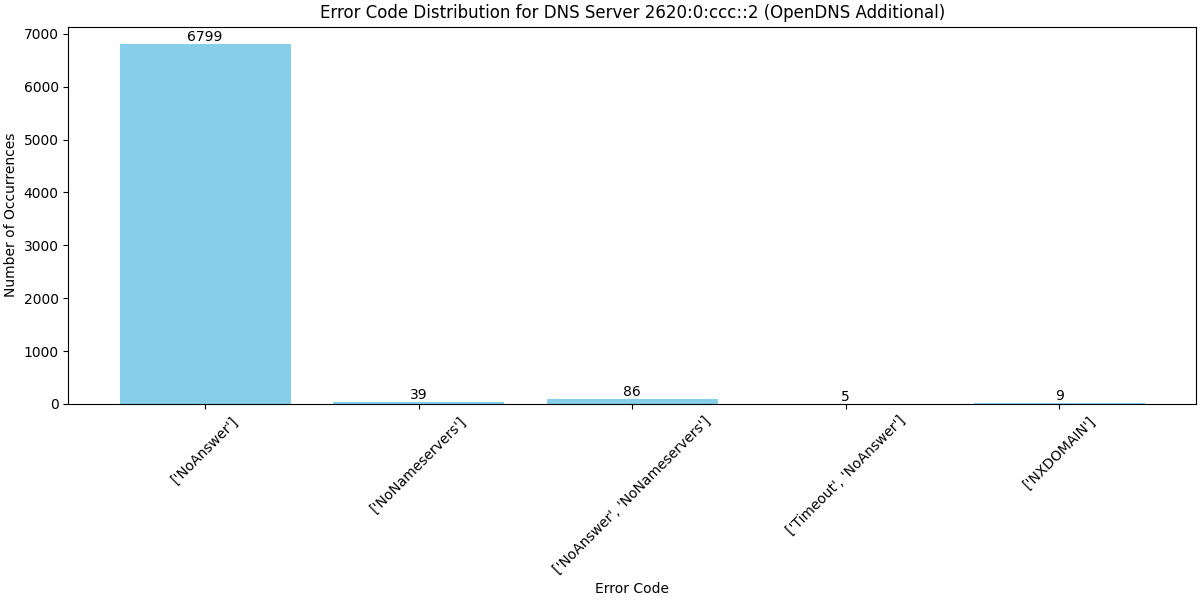 Error Code Distribution for DNS Server 2620:0:ccc::2 (OpenDNS Additional)
Number of Occurrences
7000
6000
5000
4000
3000
2000
1000
0
6799
39
86
5
9
['NoAnswer']
['NoNameservers']
['NoAnswer', 'NoNameservers']
['Timeout', 'NoAnswer']
['NXDOMAIN']
Error Code